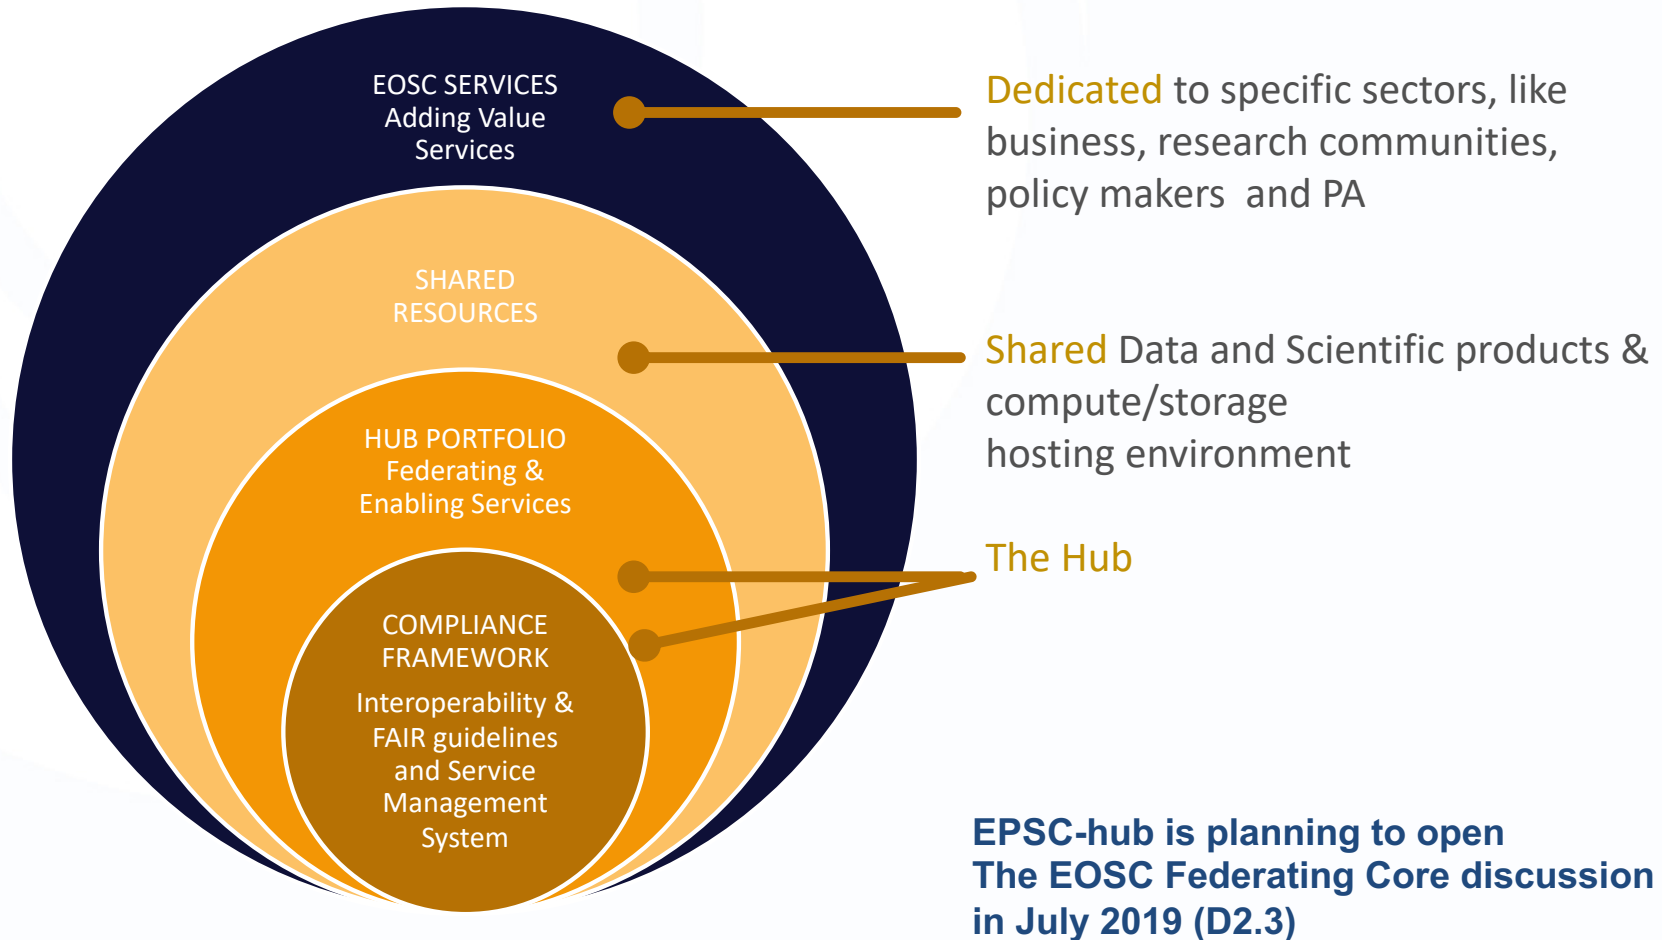 EOSC SERVICES
Adding Value
Services
Dedicated to specific sectors, like
business, research communities,
policy makers and PA
SHARED
RESOURCES
Shared Data and Scientific products &
compute/storage
hosting environment
HUB PORTFOLIO
Federating &
Enabling Services
The Hub
COMPLIANCE
FRAMEWORK
Interoperability &
FAIR guidelines
and Service
Management
System
EPSC-hub is planning to open
The EOSC Federating Core discussion
in July 2019 (D2.3)